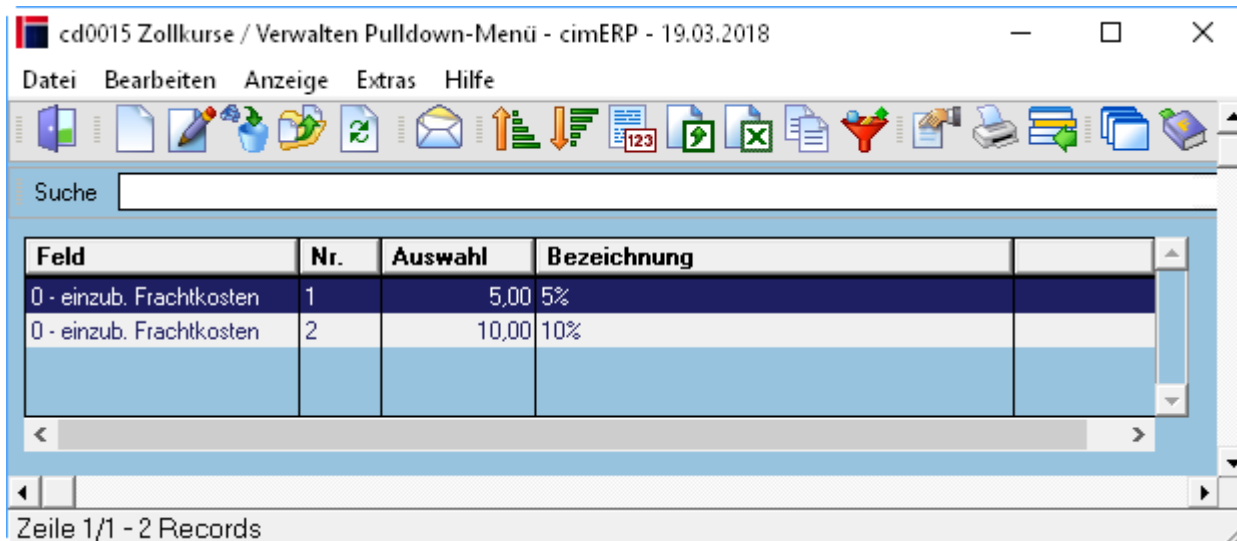 cd0015 Zollkurse / Verwalten Pulldown-Menü - cimERP - 19.03.2018
Datei Bearbeiten Anzeige Extras Hilfe
123
Suche
Feld Nr. Auswahl Bezeichnung
0 - einzub. Frachtkosten 1 5,00 5%
0 - einzub. Frachtkosten 2 10,00 10%
Zeile 1/1 - 2 Records